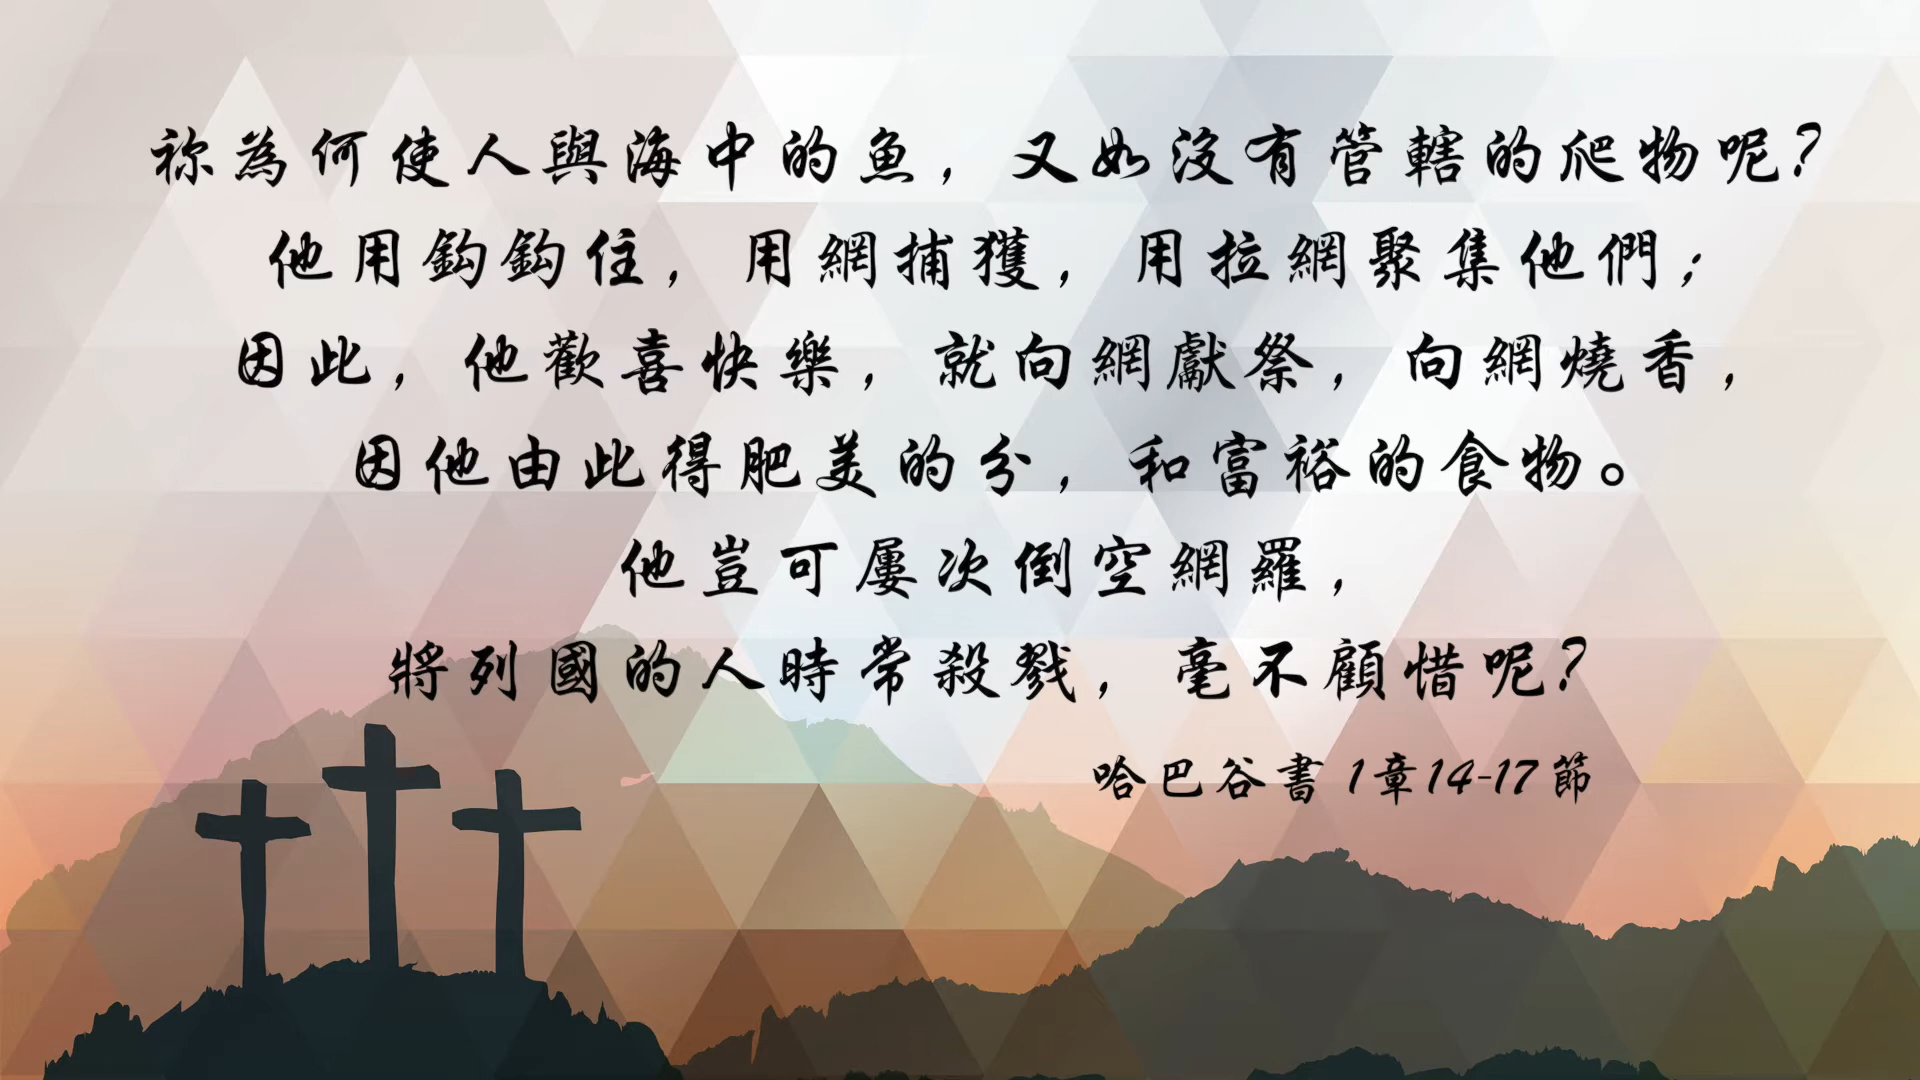 祢為何使人與海中的魚，又如沒有管轄的爬物呢？
他用鈎鈎住，用網捕獲，用拉網聚集他們；
因此，他歡喜快樂，就向網獻祭，向網燒香，
因他由此得肥美的分，和富裕的食物。
他豈可屢次倒空網羅，
將列國的人時常殺戮，毫不顧惜呢？
哈巴谷書 1章14-17 節